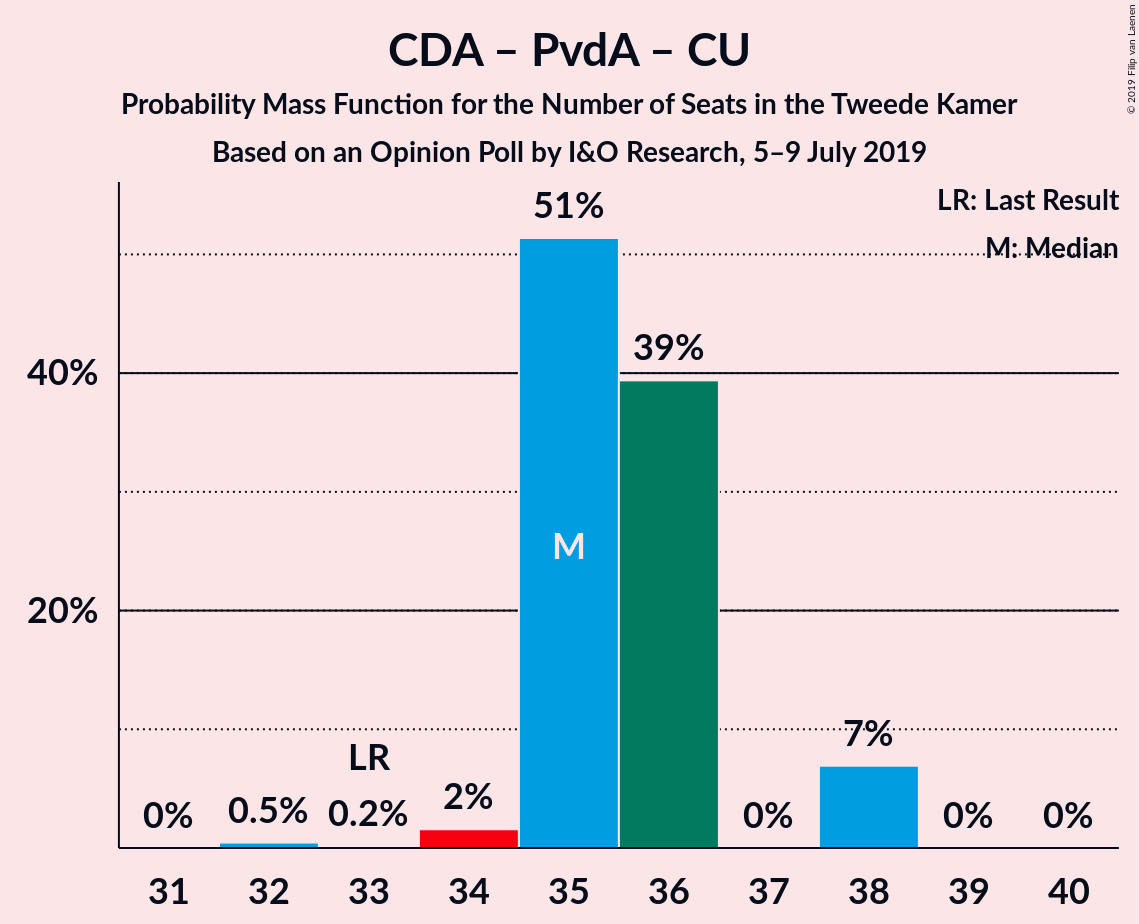 CDA – PvdA – CU
Probability Mass Function for the Number of Seats in the Tweede Kamer
Based on an Opinion Poll by I&O Research, 5–9 July 2019
© 2019 Filip van Laenen
LR: Last Result
M: Median
40%
20%
0%
0.5%
LR
0.2%
2%
51%
M
39%
0%
7%
0%
0%
31 32 33 34 35 36 37 38 39 40